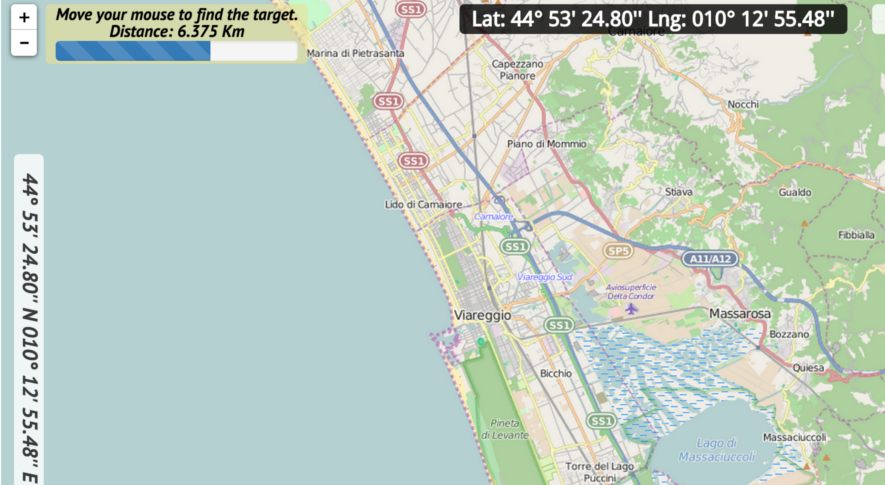 +
−
Move your mouse to find the target.
Distance: 6.375 Km
Lat: 44° 53' 24.80" Lng: 010° 12' 55.48"
44° 53' 24.80" N 010° 12' 55.48" E
SS1
Camaiore
Marina di Pietrasanta
Capezzano
Pianore
SS1
Nocchi
Piano di Mommio
SS1
Stiava
Gualdo
Lido di Camaiore
Camaiore
Fibbialla
SS1
SP5
A11/A12
Viareggio Sud
Aviosuperficie
Delta Condor
Viareggio
Massarosa
SS1
Bozzano
Quiesa
Bicchio
SS1
Pineta
di Levante
Lago di
Massaciuccoli
Massaciuccoli
Torre del Lago
Puccini